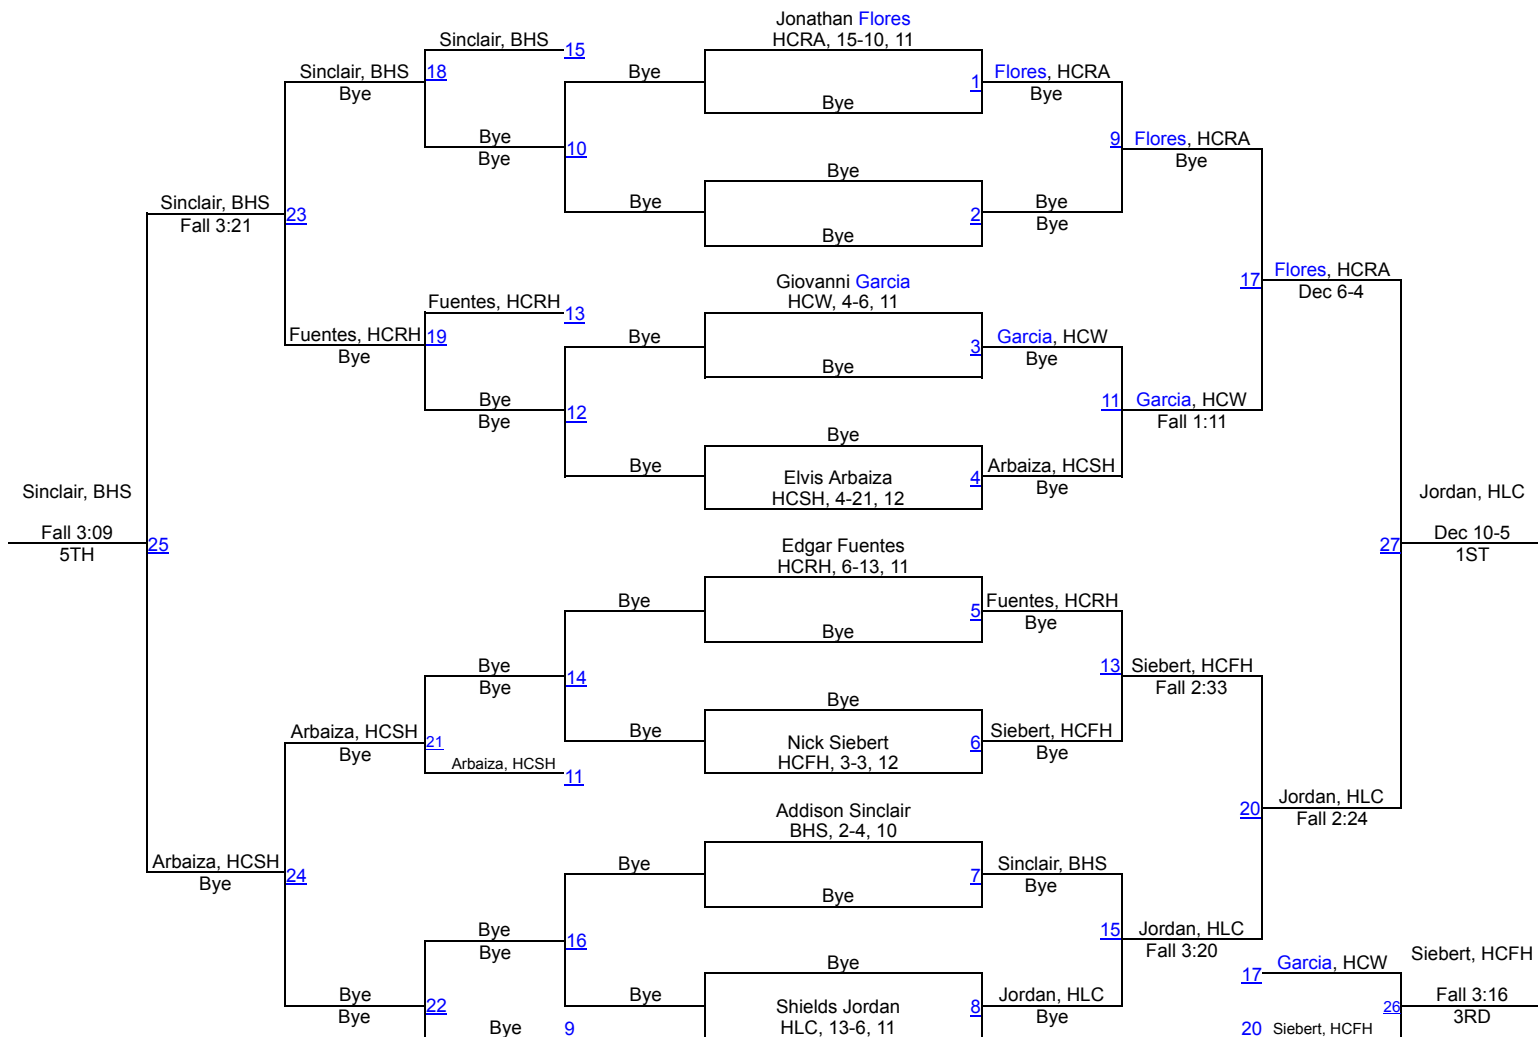 Jonathan Flores
HCRA, 15-10, 11
Sinclair, BHS
15
Sinclair, BHS
18
Bye
Bye
1
Flores, HCRA
Bye
Bye
Bye
Bye
10
9
Flores, HCRA
Bye
Bye
Sinclair, BHS
23
Fall 3:21
Bye
2
Bye
Bye
Bye
Giovanni Garcia
HCW, 4-6, 11
17
Flores, HCRA
Dec 6-4
Fuentes, HCRH
13
Fuentes, HCRH
19
Bye
Bye
3
Garcia, HCW
Bye
Bye
Bye
Bye
12
11
Garcia, HCW
Fall 1:11
Bye
Bye
Elvis Arbaiza
HCSH, 4-21, 12
4
Arbaiza, HCSH
Bye
Sinclair, BHS
Fall 3:09
5TH
25
Jordan, HLC
27
Dec 10-5
1ST
Edgar Fuentes
HCRH, 6-13, 11
Bye
5
Fuentes, HCRH
Bye
Bye
Bye
Bye
14
13
Siebert, HCFH
Fall 2:33
Bye
Arbaiza, HCSH
21
Bye
Bye
Nick Siebert
HCFH, 3-3, 12
6
Siebert, HCFH
Bye
Arbaiza, HCSH
11
Addison Sinclair
BHS, 2-4, 10
20
Jordan, HLC
Fall 2:24
Arbaiza, HCSH
24
Bye
Bye
7
Sinclair, BHS
Bye
Bye
Bye
Bye
16
15
Jordan, HLC
Fall 3:20
Bye
17
Garcia, HCW
Siebert, HCFH
Bye
22
Bye
Bye
Shields Jordan
HLC, 13-6, 11
8
Jordan, HLC
Bye
26
Fall 3:16
3RD
Bye
9
20
Siebert, HCFH